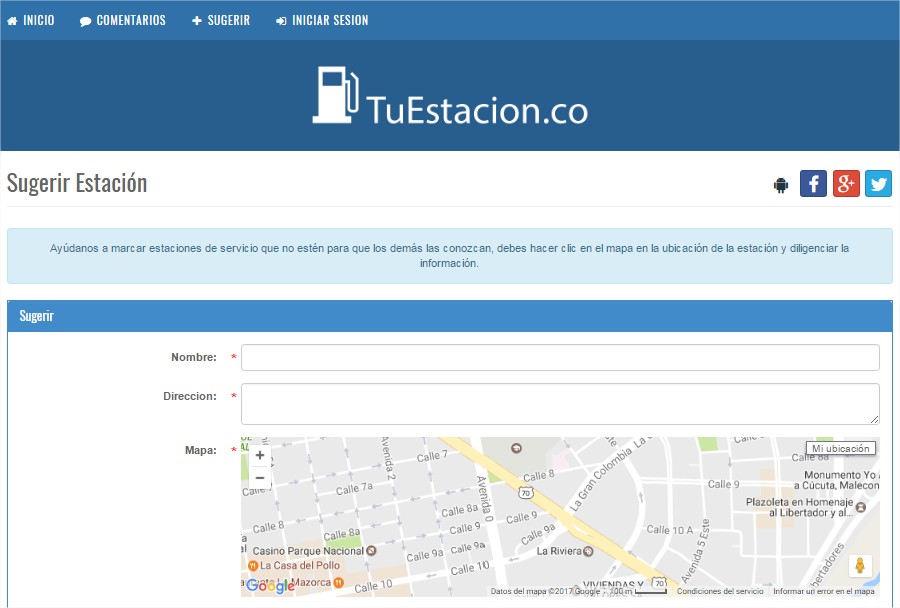 INICIO COMENTARIOS SUGERIR INICIAR SESION
TuEstacion.co
Sugerir Estación
Ayúdanos a marcar estaciones de servicio que no estén para que los demás las conozcan, debes hacer clic en el mapa en la ubicación de la estación y diligenciar la
información.
Sugerir
Nombre: *
Direccion: *
Mapa: *
Mi ubicación
Calle 7
Avenida 2
Calle 7a
Avenida 0
Calle 8
70
La Gran Colombia
Calle 9
Calle 8a
Monumento Yo
a Cúcuta, Malecon
Plazoleta en Homenaje
al Libertador y al...
Calle 8
Calle 8a
Calle 8a
Calle 9
Calle 9
Calle 9a
Calle 9a
Calle 9a
Calle 10 A
Avenida 5 Este
Casino Parque Nacional
La Riviera
La Casa del Pollo
Mazorca
Calle 10
Calle 10
VIVIENDAS Y
70
Google
Datos del mapa ©2017 Google 100 m Condiciones del servicio Informar un error en el mapa